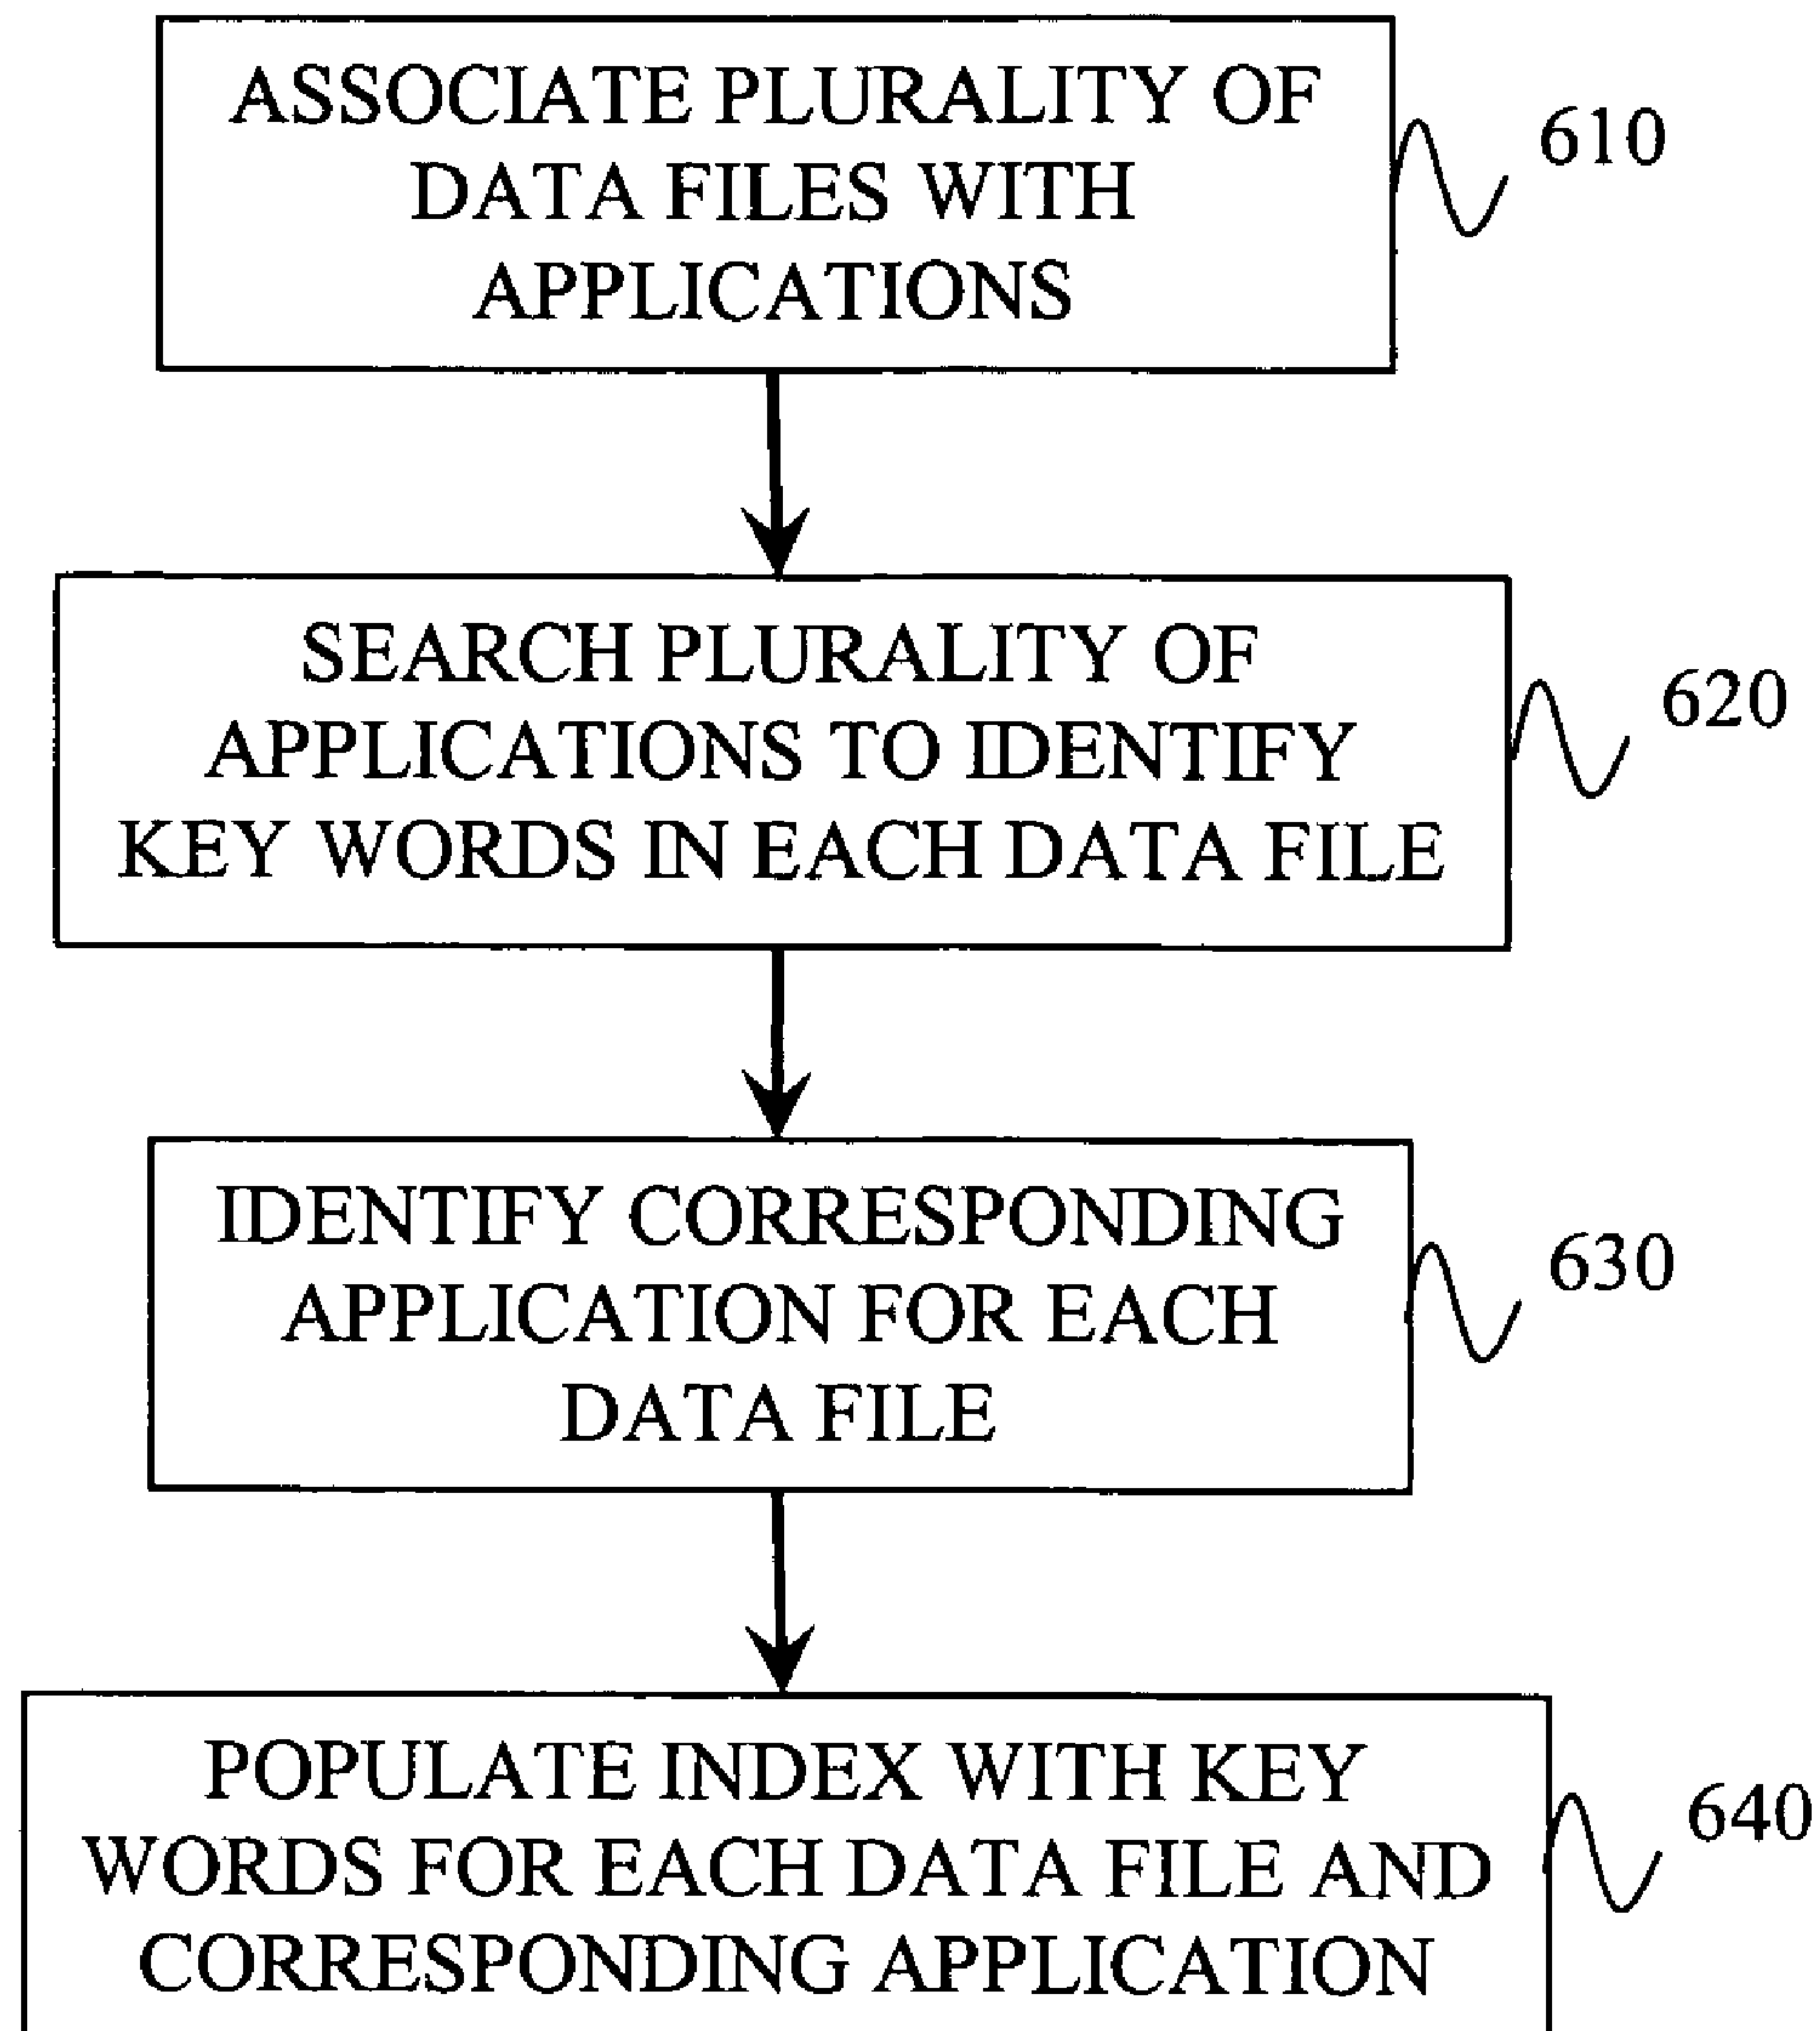 ASSOCIATE PLURALITY OF
DATA FILES WITH
APPLICATIONS
610
SEARCH PLURALITY OF
APPLICATIONS TO IDENTIFY
KEY WORDS IN EACH DATA FILE
620
IDENTIFY CORRESPONDING
APPLICATION FOR EACH
DATA FILE
630
POPULATE INDEX WITH KEY
WORDS FOR EACH DATA FILE AND
CORRESPONDING APPLICATION
640